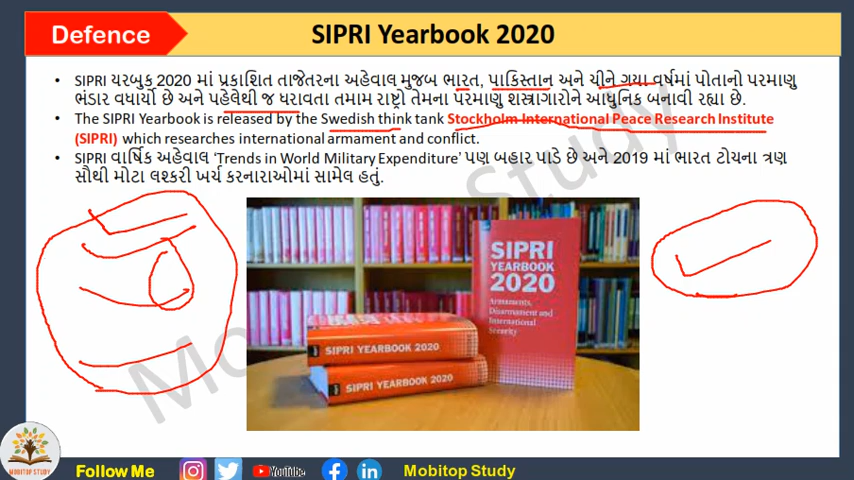 Defence
SIPRI Yearbook 2020
• SIPRI યરબુક 2020 માં પ્રકાશિત તાજેતરના અહેવાલ મુજબ ભારત, પાકિસ્તાન અને ચીને ગયા વર્ષમાં પોતાનો પરમાણુ
ભંડાર વધાર્યો છે અને પહેલેથી જ ધરાવતા તમામ રાષ્ટ્રો તેમના પરમાણુ શસ્ત્રાગારોને આધુનિક બનાવી રહ્યા છે.
• The SIPRI Yearbook is released by the Swedish think tank Stockholm International Peace Research Institute
(SIPRI) which researches international armament and conflict.
• SIPRI વાર્ષિક અહેવાલ ‘Trends in World Military Expenditure’ પણ બહાર પાડે છે અને 2019 માં ભારત ટોચના ત્રણ
સૌથી મોટા લશ્કરી ખર્ચ કરનારાઓમાં સામેલ હતું.
SIPRI
YEARBOOK
2020
Armaments,
Disarmament and
International
Security
SIPRI YEARBOOK 2020
SIPRI YEARBOOK 2020
MOBITOP STUDY
Follow Me
YouTube
Mobitop Study